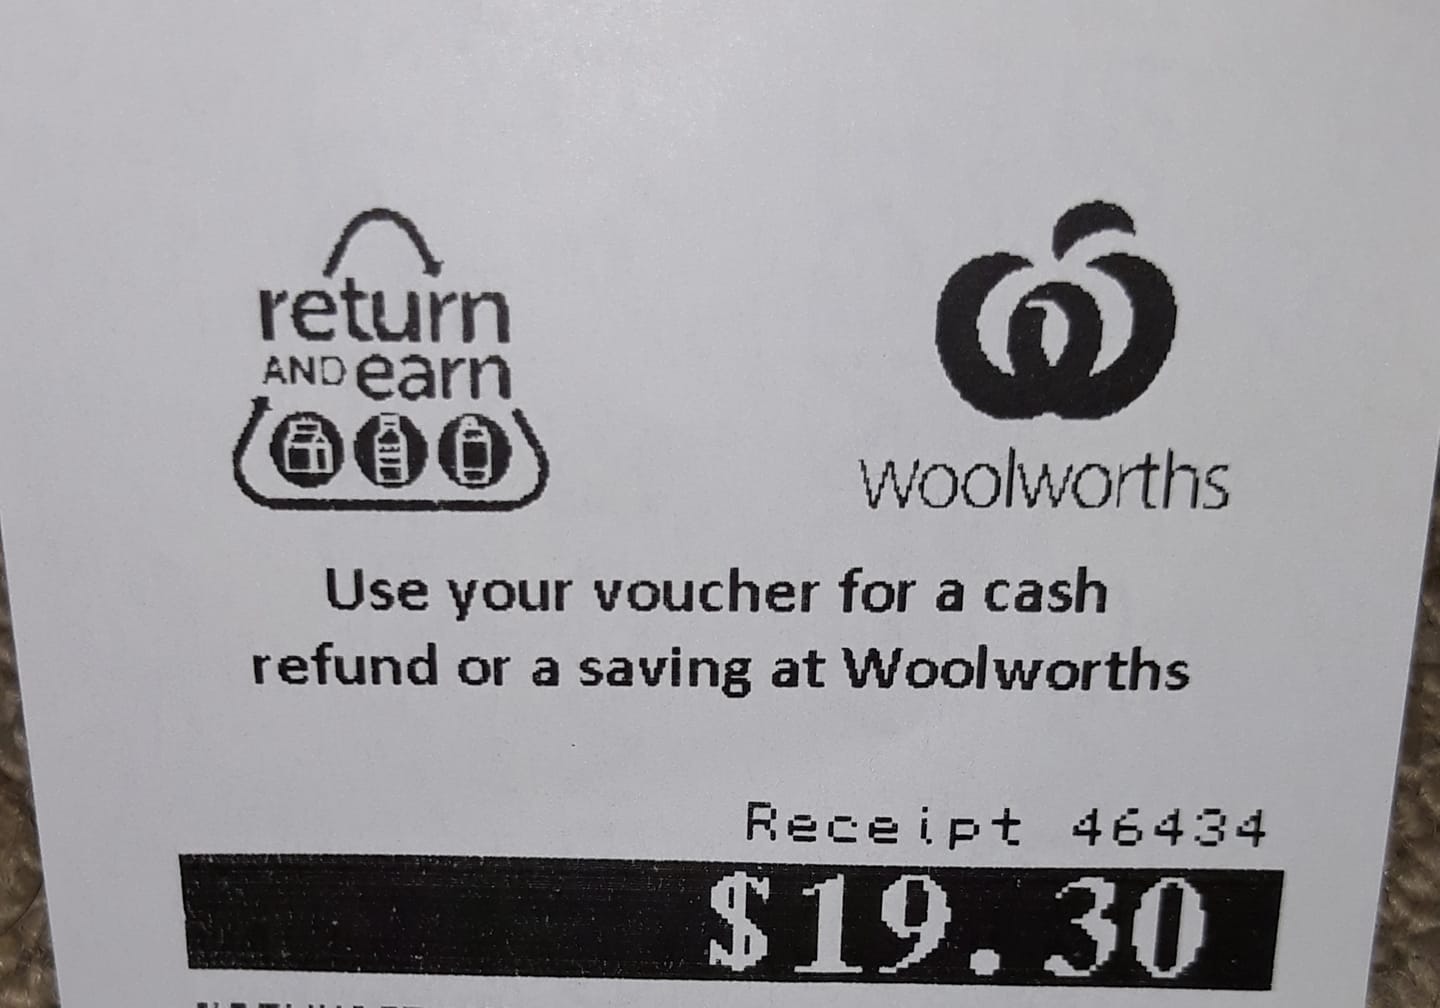 return
AND earn
woolworths
Use your voucher for a cash
refund or a saving at Woolworths
Receipt 46434
$19.30